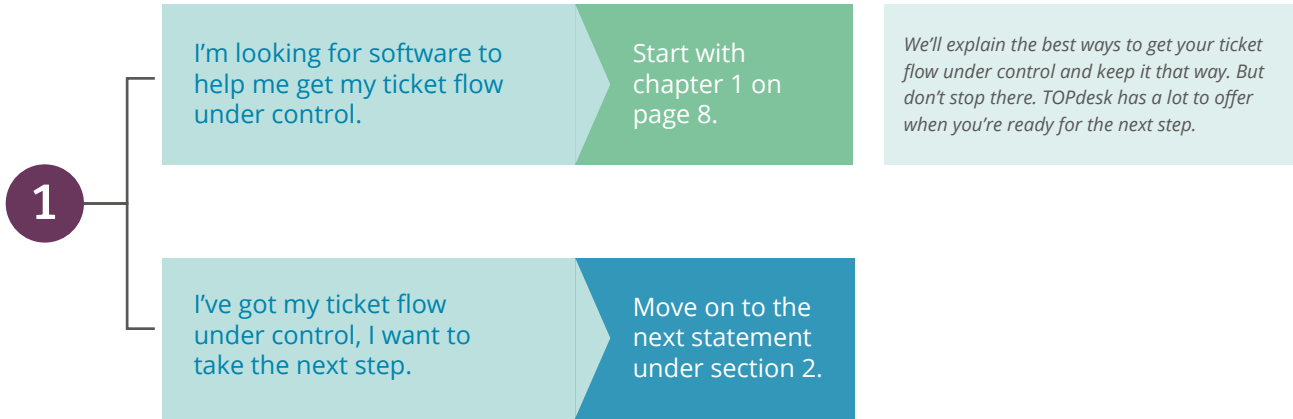 1
I'm looking for software to
help me get my ticket flow
under control.
Start with
chapter 1 on
page 8.
We'll explain the best ways to get your ticket
flow under control and keep it that way. But
don't stop there. TOPdesk has a lot to offer
when you're ready for the next step.
I've got my ticket flow
under control, I want to
take the next step.
Move on to the
next statement
under section 2.